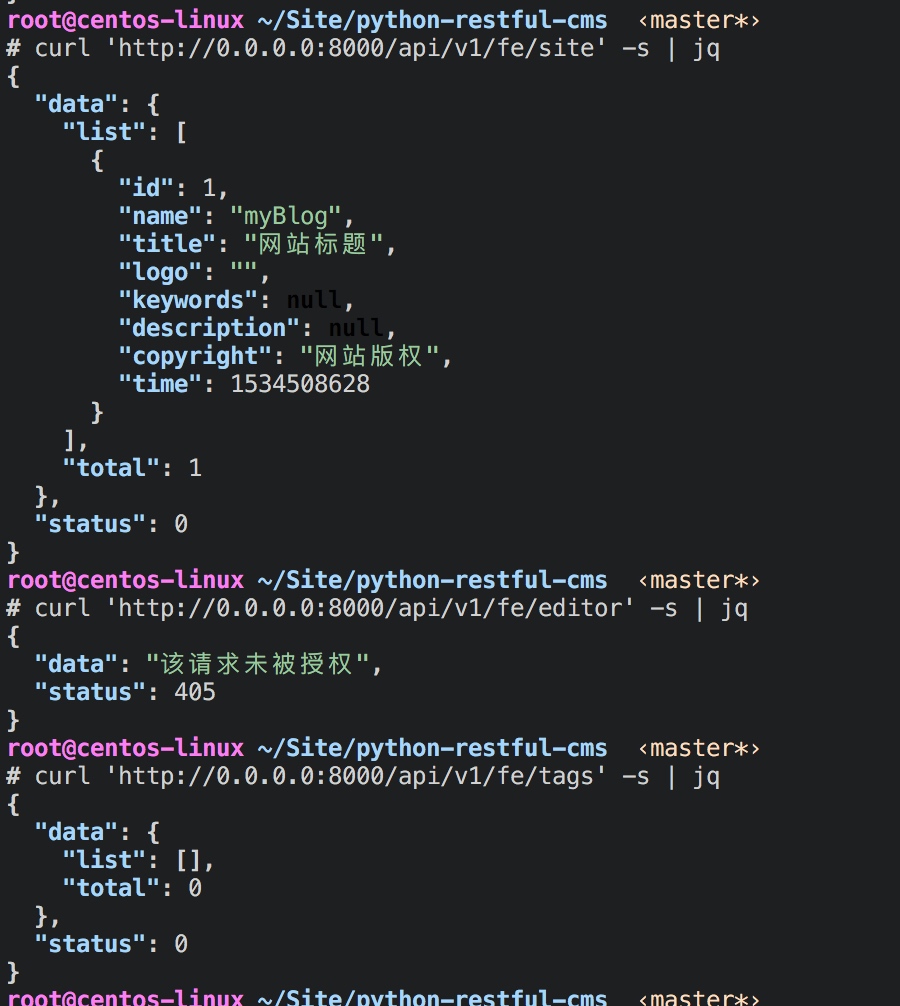 }
root@centos-linux ~/Site/python-restful-cms  ‹master*›
# curl 'http://0.0.0.0:8000/api/v1/fe/site' -s | jq
{
  "data": {
    "list": [
      {
        "id": 1,
        "name": "myBlog",
        "title": "网站标题",
        "logo": "",
        "keywords": null,
        "description": null,
        "copyright": "网站版权",
        "time": 1534508628
      }
    ],
    "total": 1
  },
  "status": 0
}
root@centos-linux ~/Site/python-restful-cms  ‹master*›
# curl 'http://0.0.0.0:8000/api/v1/fe/editor' -s | jq
{
  "data": "该请求未被授权",
  "status": 405
}
root@centos-linux ~/Site/python-restful-cms  ‹master*›
# curl 'http://0.0.0.0:8000/api/v1/fe/tags' -s | jq
{
  "data": {
    "list": [],
    "total": 0
  },
  "status": 0
}
root@centos-linux ~/Site/python-restful-cms  ‹master*›